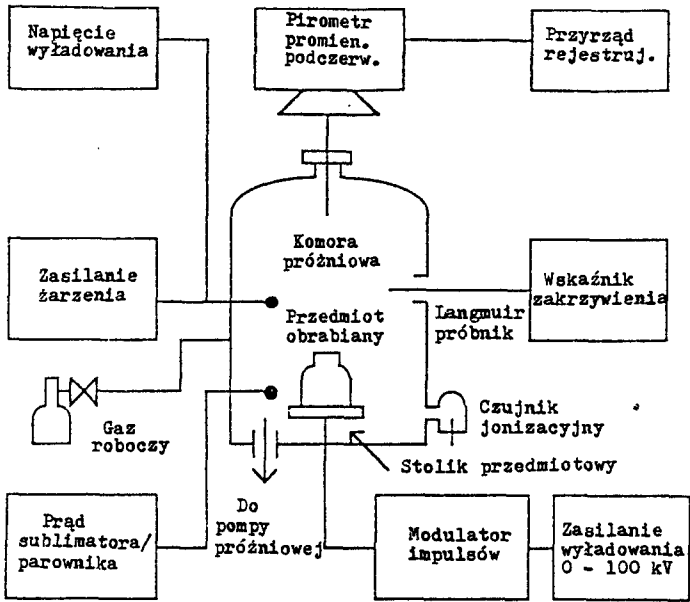 Napięcie
wyładowania
Pirometr
promien.
podczerw.
Przyrząd
rejestruj.
Komora
próżniowa
Zasilanie
żarzenia
Wskaźnik
zakrzywienia
Langmuir
próbnik
Przedmiot
obrabiany
Gaz
roboczy
Czujnik
jonizacyjny
Stolik przedmiotowy
Do
pompy
próżniowej
Prąd
sublimatora/
parownika
Modulator
impulsów
Zasilanie
wyładowania
0 - 100 kV